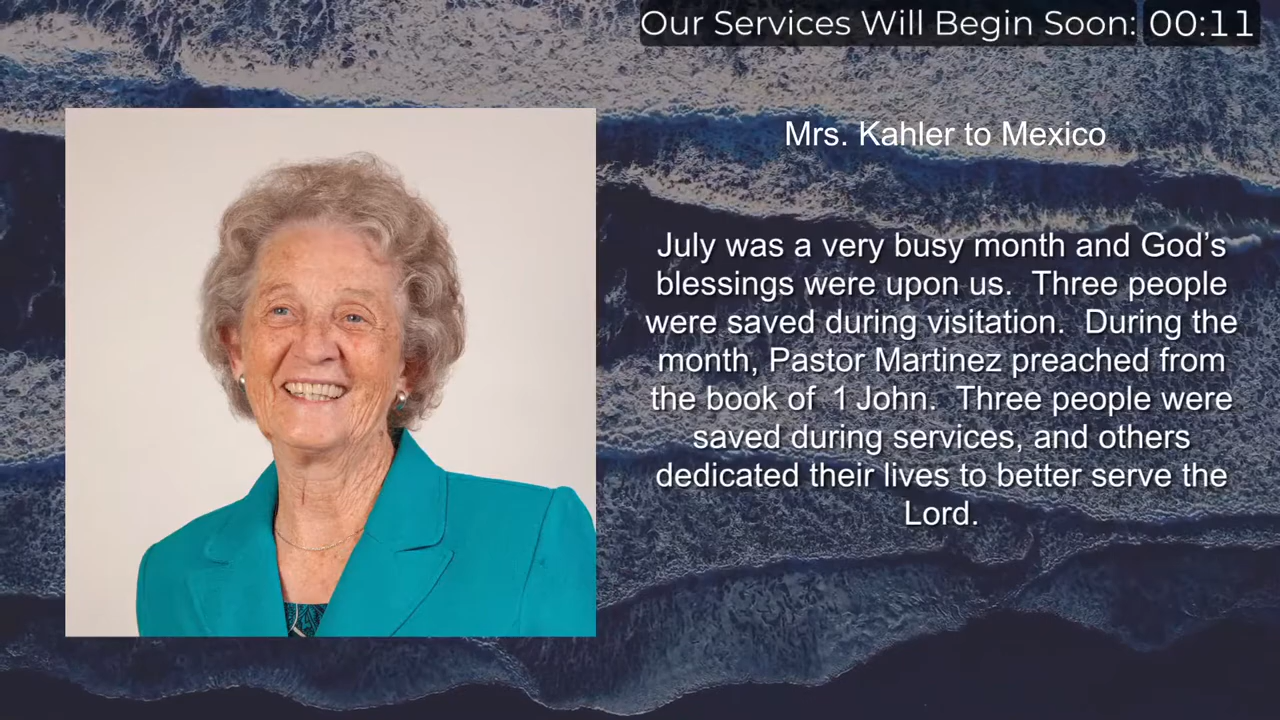 Our Services Will Begin Soon: 00:11
Mrs. Kahler to Mexico
July was a very busy month and God’s
blessings were upon us.  Three people
were saved during visitation.  During the
month, Pastor Martinez preached from
the book of  1 John.  Three people were
saved during services, and others
dedicated their lives to better serve the
Lord.